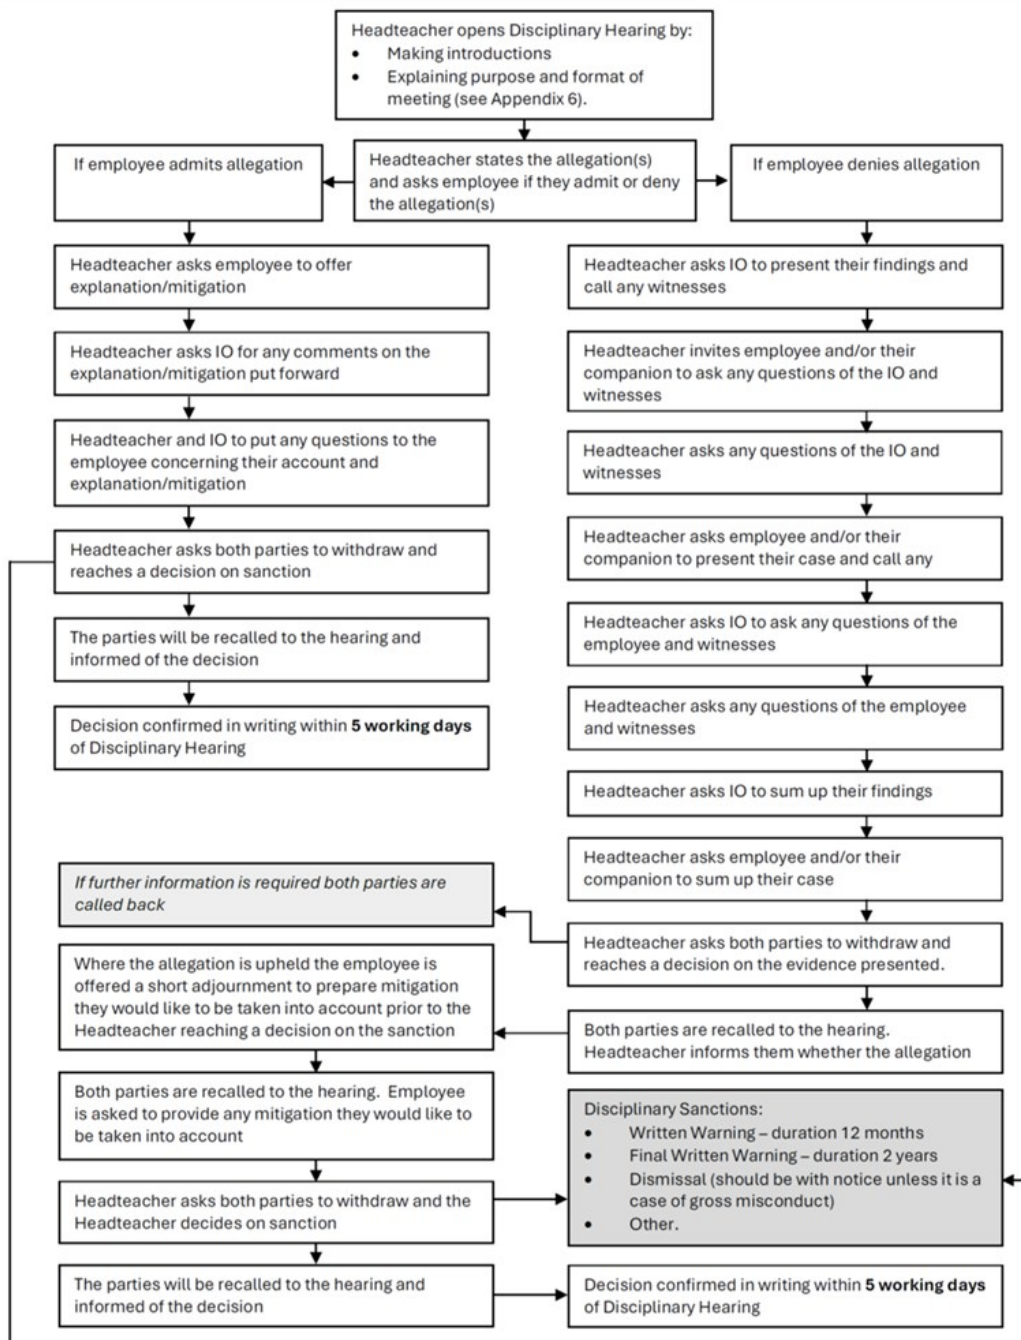 Headteacher opens Disciplinary Hearing by:
• Making introductions
• Explaining purpose and format of
meeting (see Appendix 6).
If employee admits allegation
Headteacher states the allegation(s)
and asks employee if they admit or deny
the allegation(s)
If employee denies allegation
Headteacher asks employee to offer
explanation/mitigation
Headteacher asks IO for any comments on the
explanation/mitigation put forward
Headteacher and IO to put any questions to the
employee concerning their account and
explanation/mitigation
Headteacher asks both parties to withdraw and
reaches a decision on sanction
The parties will be recalled to the hearing and
informed of the decision
Decision confirmed in writing within 5 working days
of Disciplinary Hearing
Headteacher asks IO to present their findings and
call any witnesses
Headteacher invites employee and/or their
companion to ask any questions of the IO and
witnesses
Headteacher asks any questions of the IO and
witnesses
Headteacher asks employee and/or their
companion to present their case and call any
Headteacher asks IO to ask any questions of the
employee and witnesses
Headteacher asks any questions of the employee
and witnesses
Headteacher asks IO to sum up their findings
Headteacher asks employee and/or their
companion to sum up their case
Headteacher asks both parties to withdraw and
reaches a decision on the evidence presented.
If further information is required both parties are
called back
Both parties are recalled to the hearing.
Headteacher informs them whether the allegation
Where the allegation is upheld the employee is
offered a short adjournment to prepare mitigation
they would like to be taken into account prior to the
Headteacher reaching a decision on the sanction
Both parties are recalled to the hearing. Employee
is asked to provide any mitigation they would like to
be taken into account
Headteacher asks both parties to withdraw and the
Headteacher decides on sanction
Disciplinary Sanctions:
• Written Warning – duration 12 months
• Final Written Warning – duration 2 years
• Dismissal (should be with notice unless it is a
case of gross misconduct)
• Other.
The parties will be recalled to the hearing and
informed of the decision
Decision confirmed in writing within 5 working days
of Disciplinary Hearing